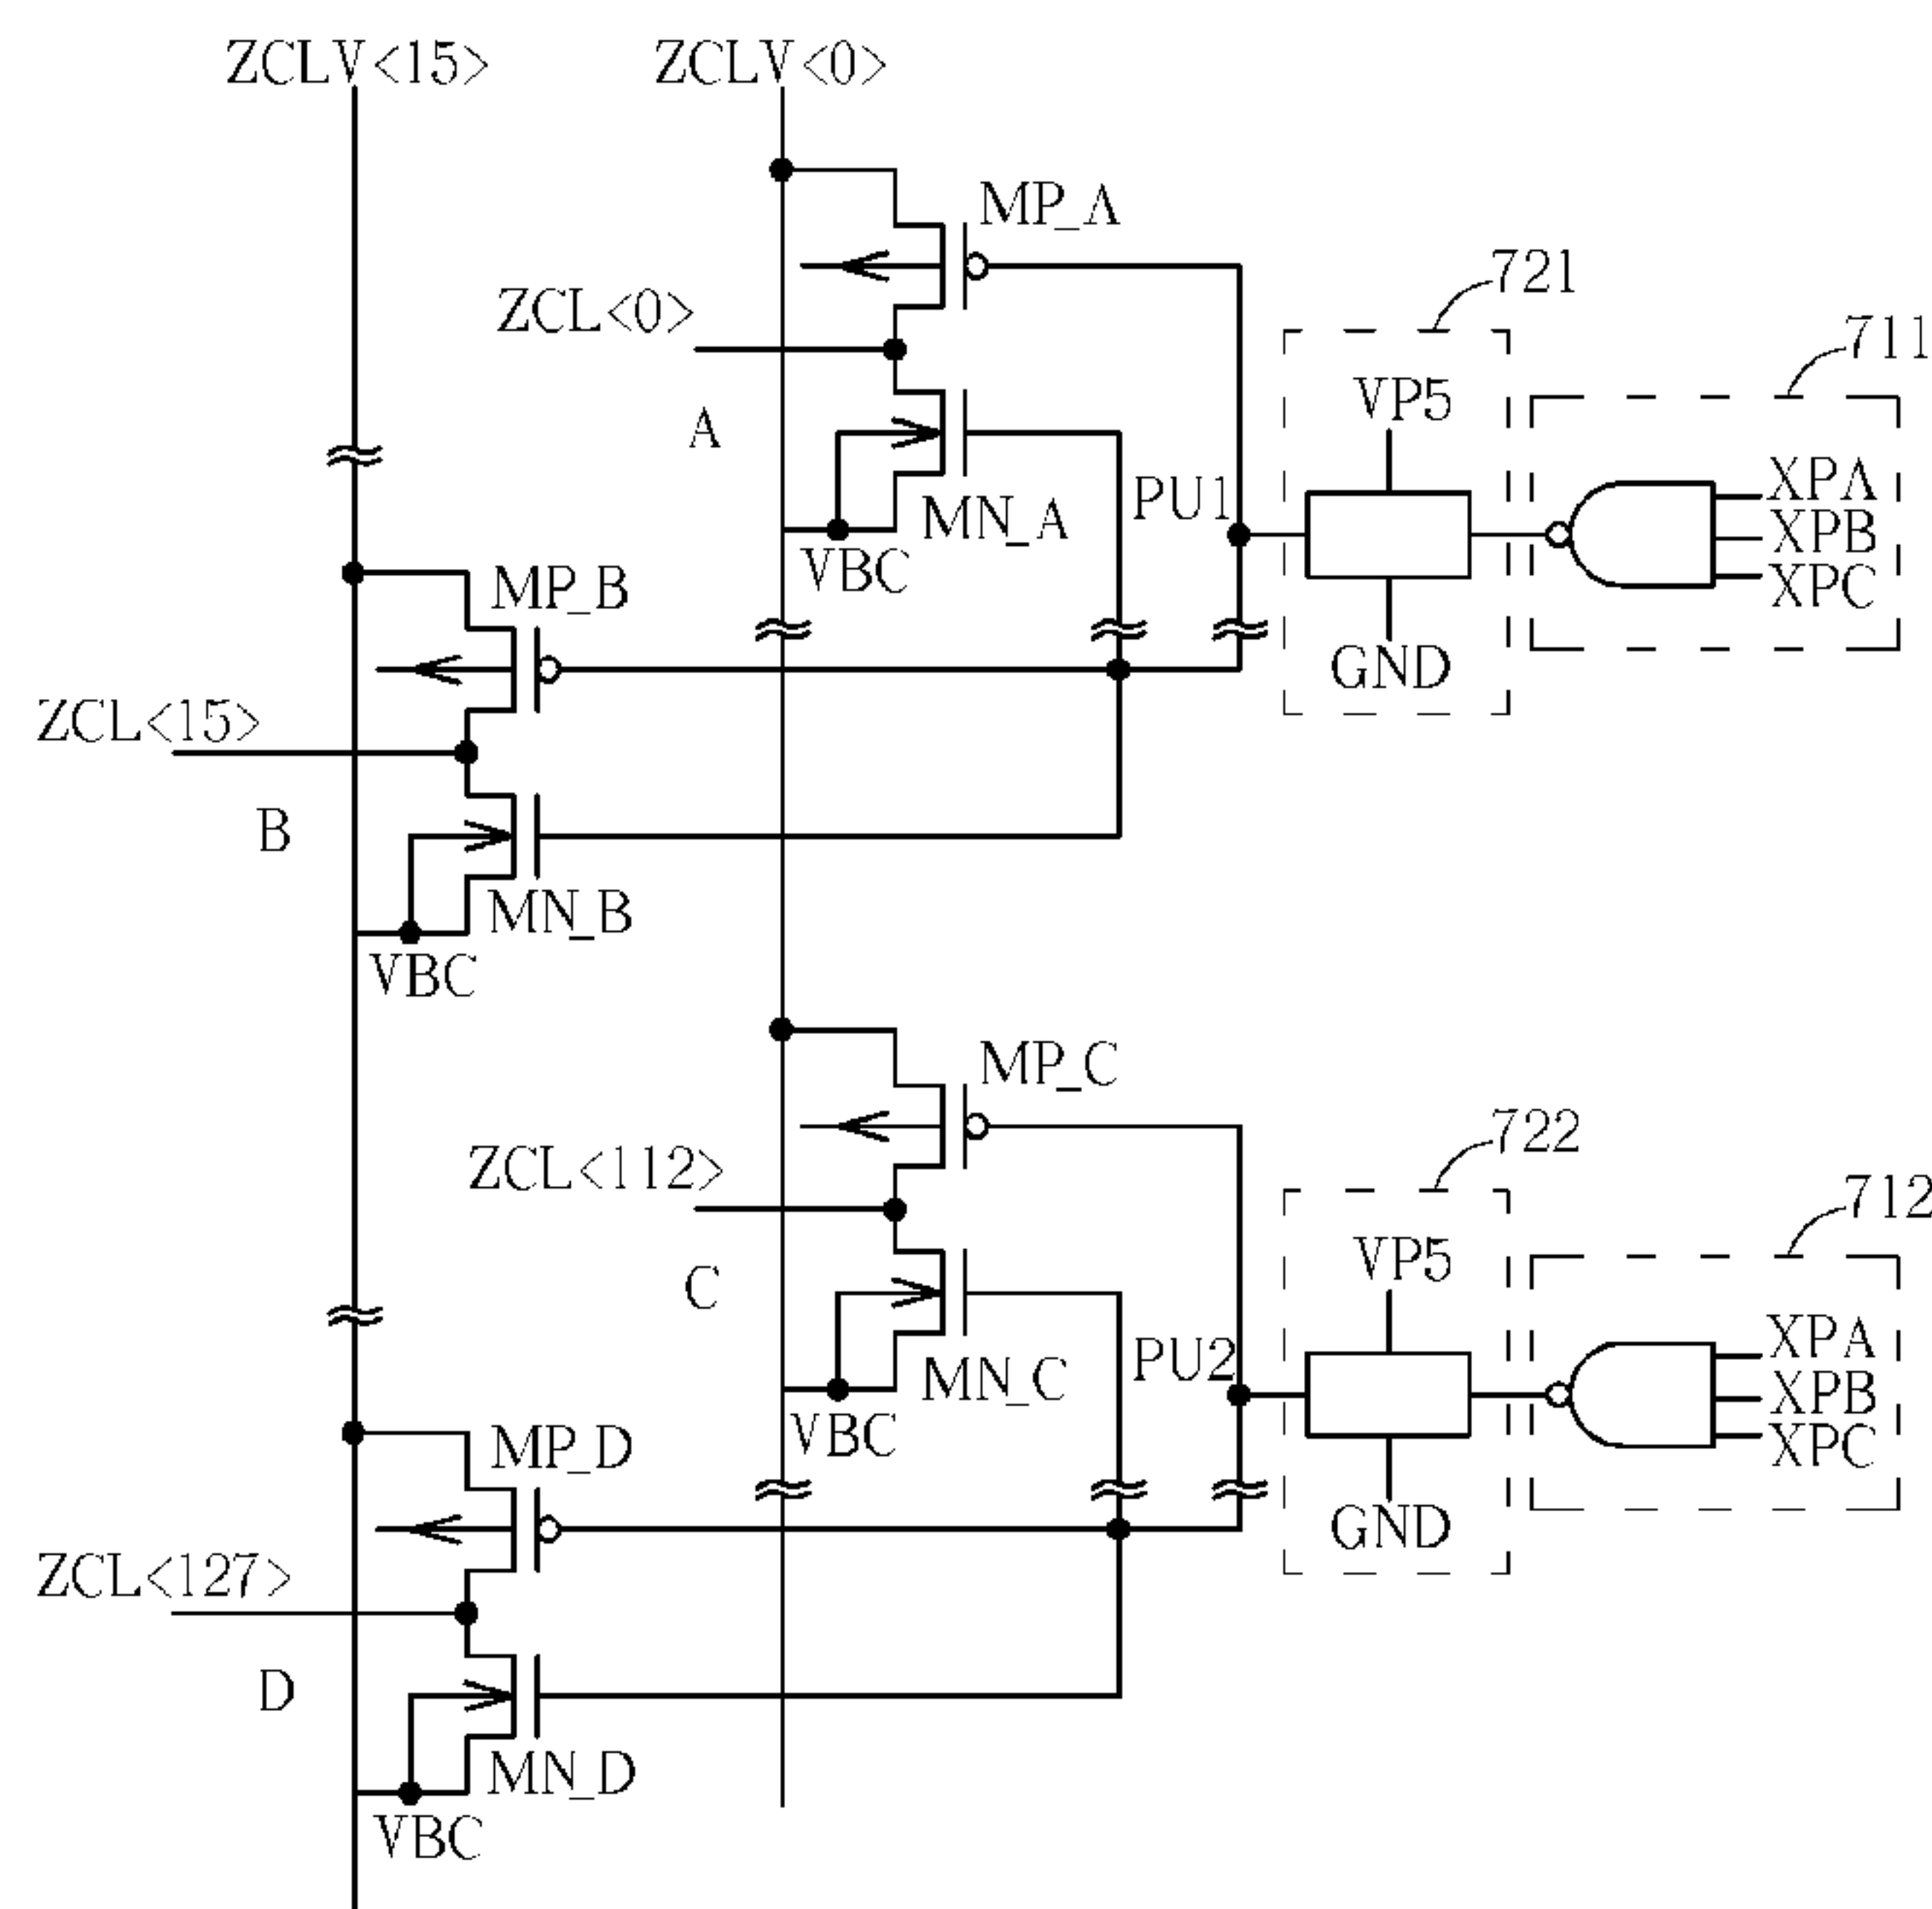 ZCLV<15>
ZCLV<0>
MP_A
721
ZCL<0>
711
VP5
A
XPA
PU1
MN_A
XPB
VBC
XPC
MP_B
GND
ZCL<15>
B
MN_B
VBC
MP_C
722
ZCL<112>
712
VP5
C
XPA
PU2
MN_C
XPB
VBC
XPC
MP_D
GND
ZCL<127>
D
MN_D
VBC